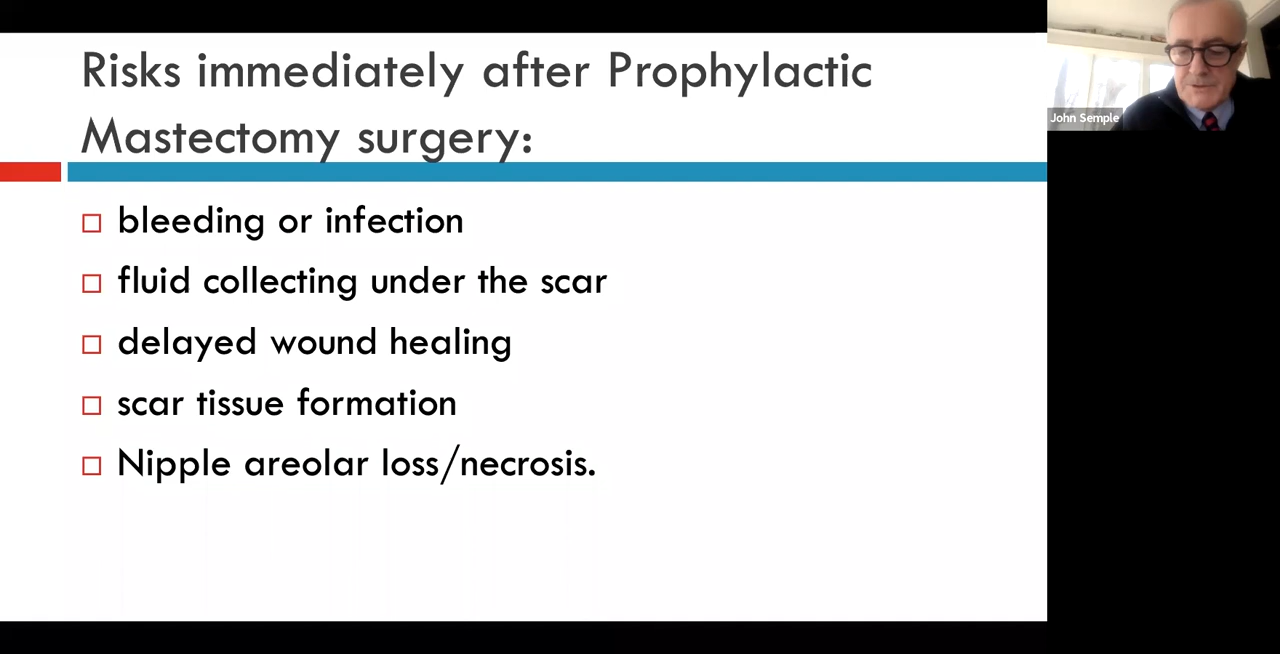 Risks immediately after Prophylactic
Mastectomy surgery:
bleeding or infection
fluid collecting under the scar
delayed wound healing
scar tissue formation
Nipple areolar loss/necrosis.
John Semple